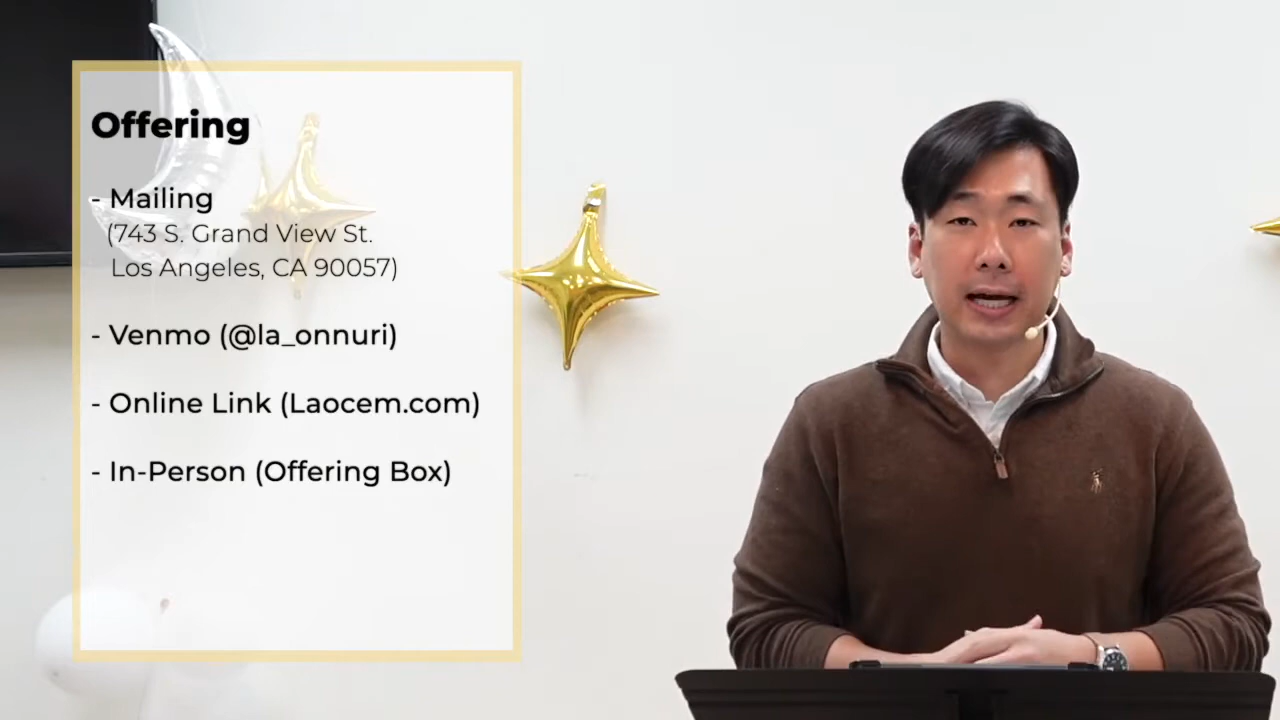 Offering
- Mailing
(743 S. Grand View St.
Los Angeles, CA 90057)
- Venmo (@la_onnuri)
- Online Link (Laocem.com)
- In-Person (Offering Box)